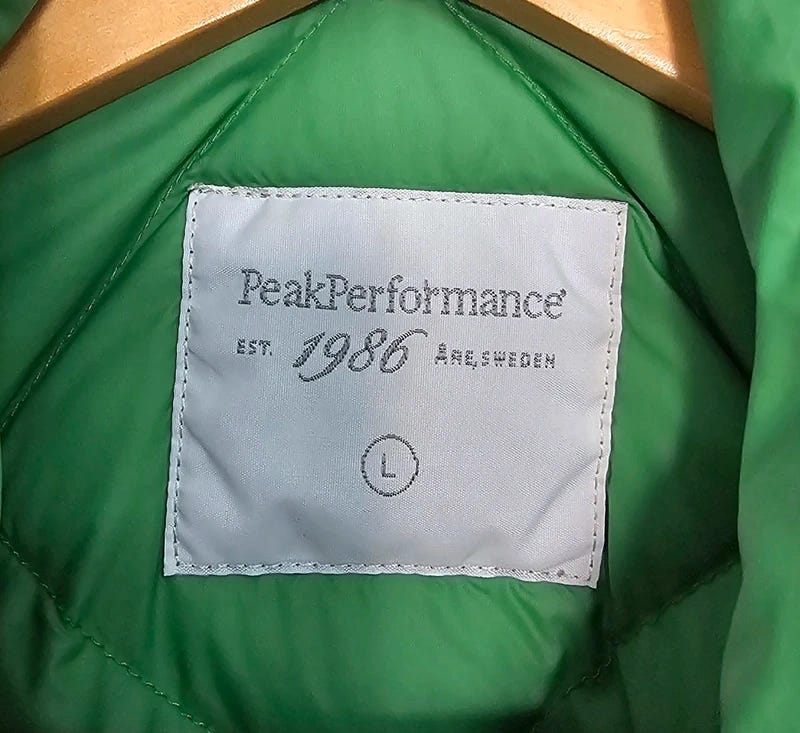 PeakPerformance
EST. 1986 ÅRE, SWEDEN
L